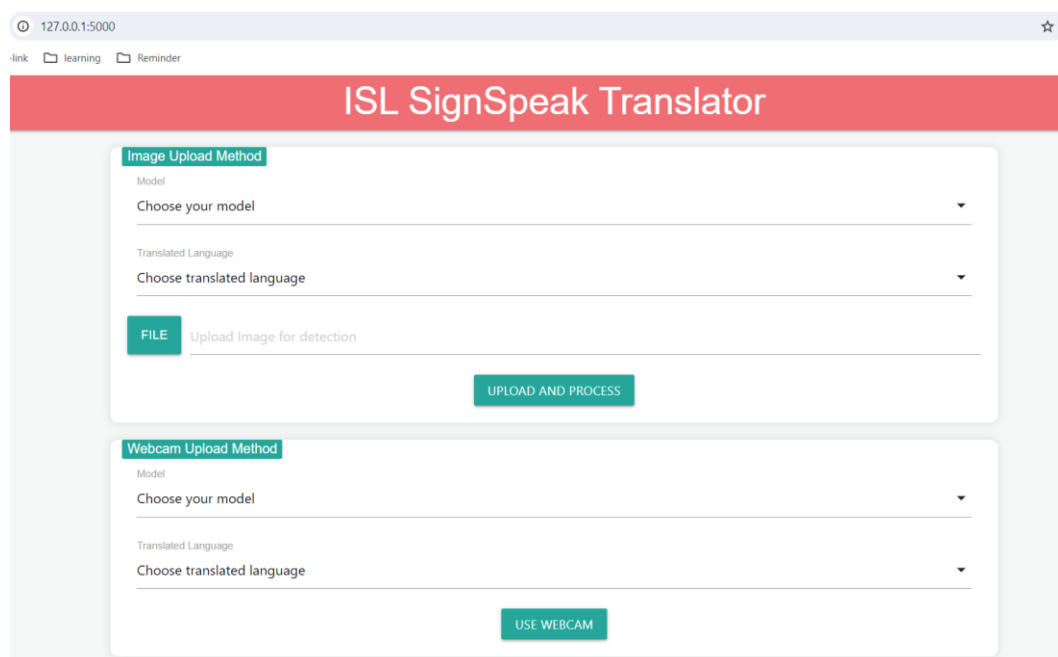 127.0.0.1:5000
-link learning Reminder
ISL SignSpeak Translator
Image Upload Method
Model
Choose your model
Translated Language
Choose translated language
FILE Upload Image for detection
UPLOAD AND PROCESS
Webcam Upload Method
Model
Choose your model
Translated Language
Choose translated language
USE WEBCAM